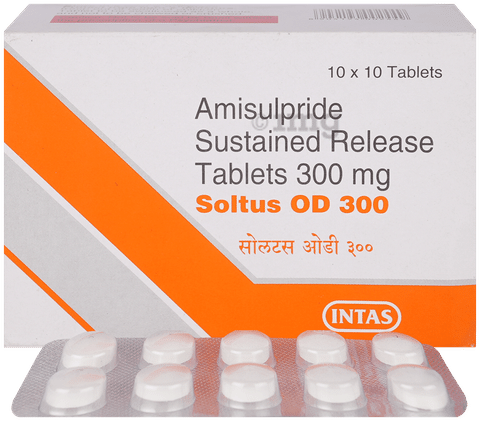 10 x 10 Tablets
Amisulpride
Sustained Release
Tablets 300 mg
Soltus OD 300
सोलटस ओडी ३००
INTAS